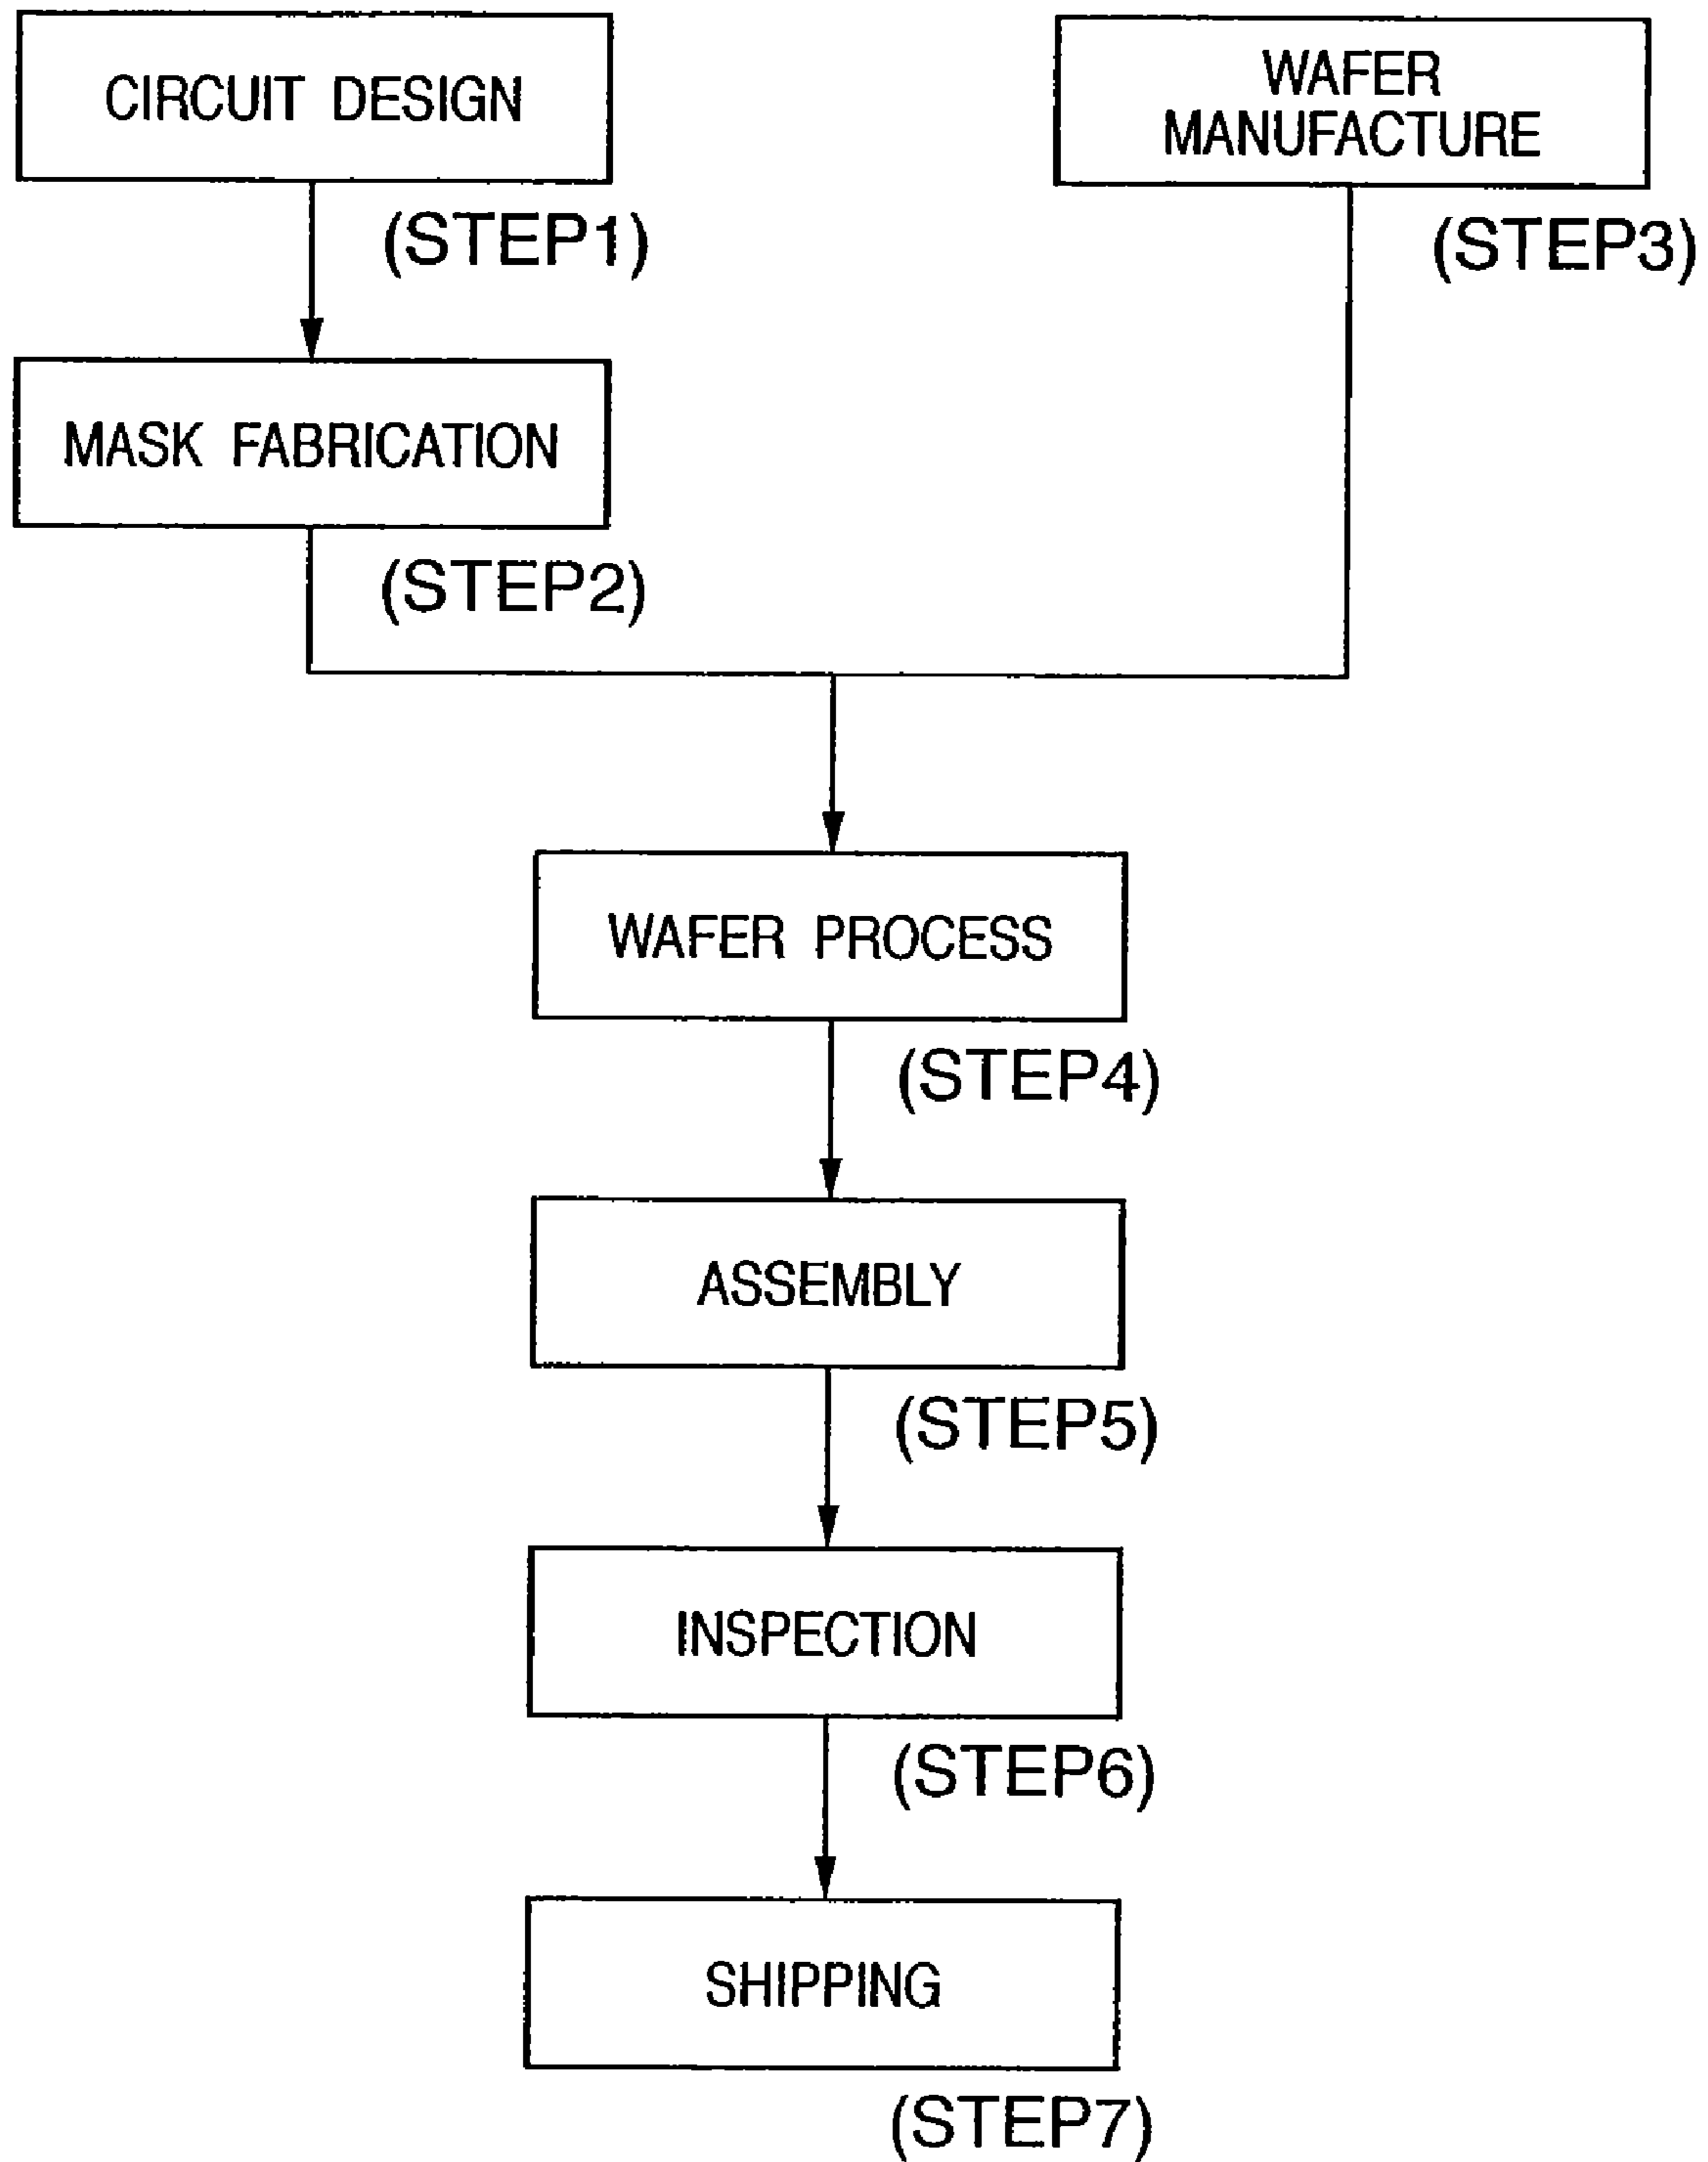 CIRCUIT DESIGN
(STEP1)
WAFER
MANUFACTURE
(STEP3)
MASK FABRICATION
(STEP2)
WAFER PROCESS
(STEP4)
ASSEMBLY
(STEP5)
INSPECTION
(STEP6)
SHIPPING
(STEP7)